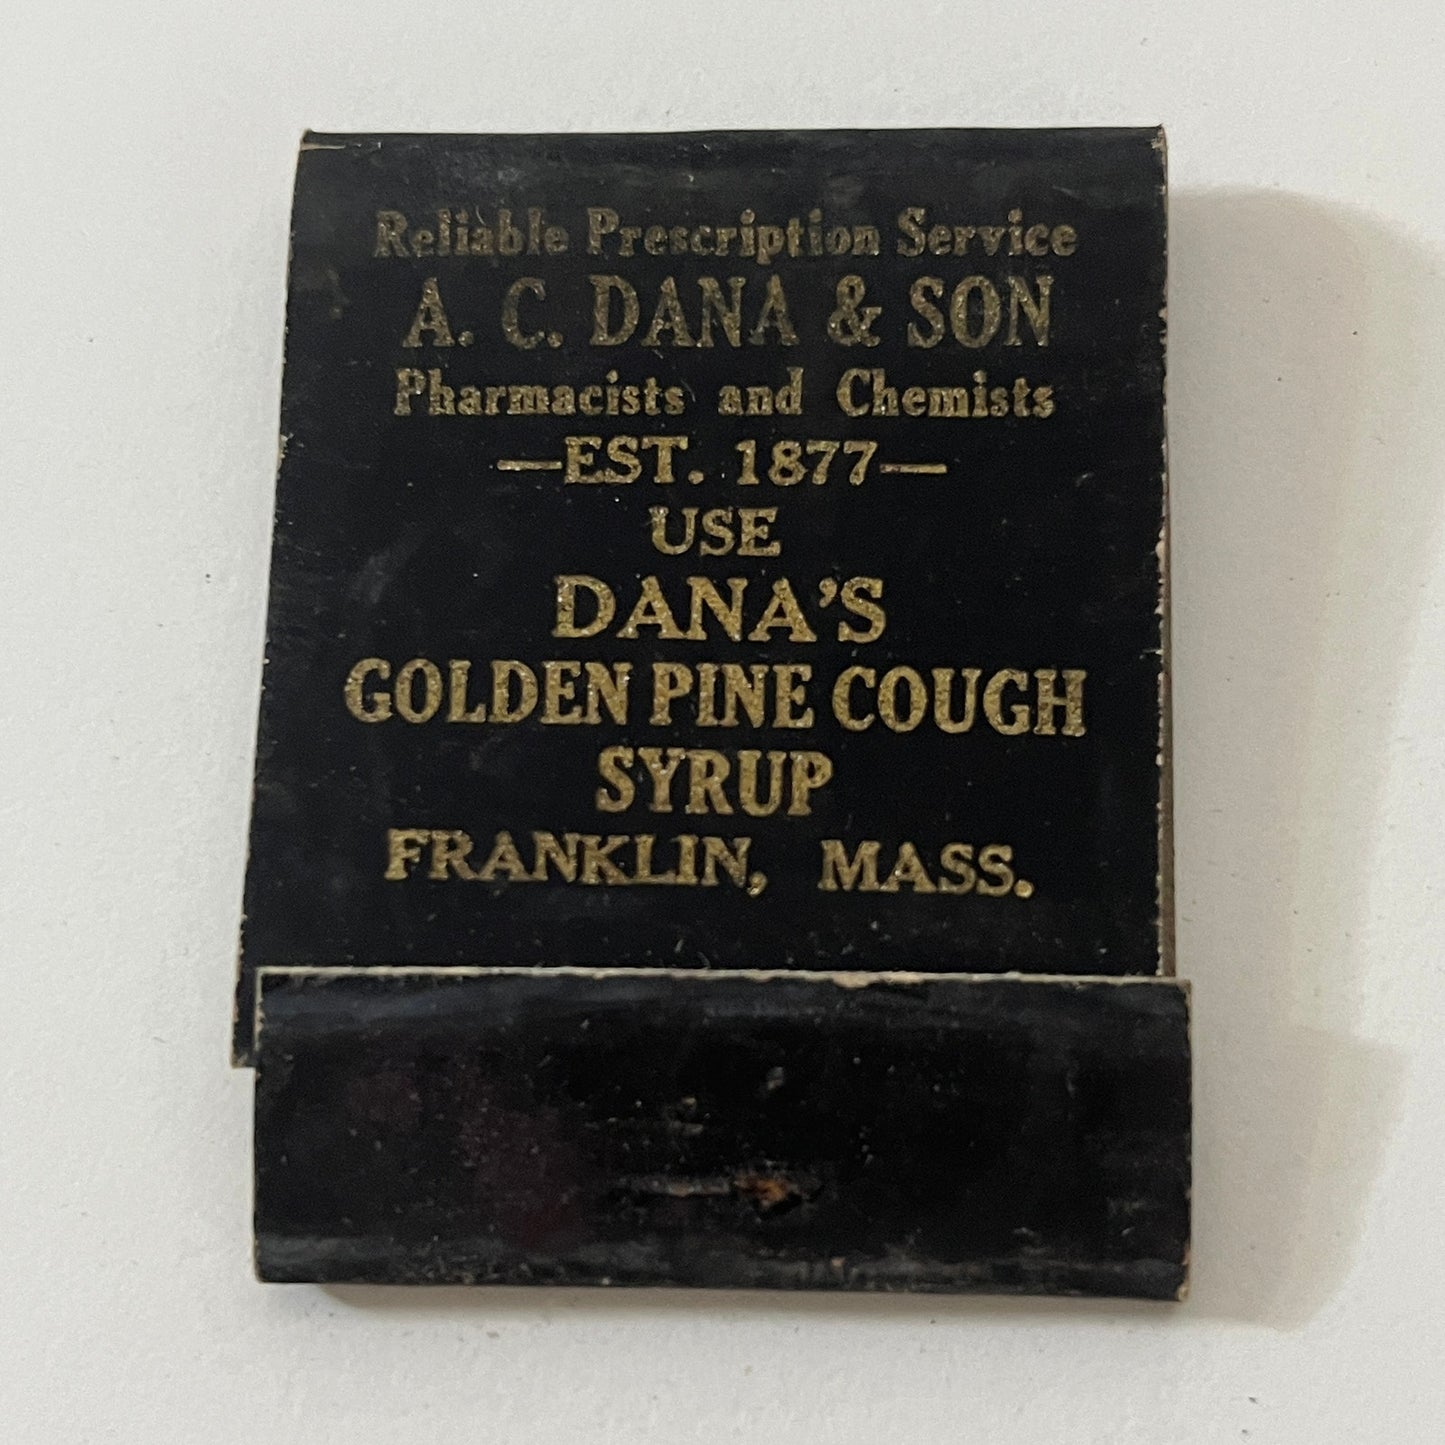 Reliable Prescription Service
A. C. DANA & SON
Pharmacists and Chemists
—EST. 1877—
USE
DANA'S
GOLDEN PINE COUGH
SYRUP
FRANKLIN, MASS.